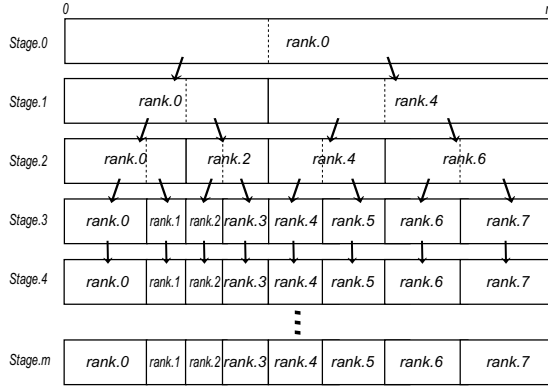 0 n
Stage.0 rank.0
Stage.1 rank.0 rank.4
Stage.2 rank.0 rank.2 rank.4 rank.6
Stage.3 rank.0 rank.1 rank.2 rank.3 rank.4 rank.5 rank.6 rank.7
Stage.4 rank.0 rank.1 rank.2 rank.3 rank.4 rank.5 rank.6 rank.7
Stage.m rank.0 rank.1 rank.2 rank.3 rank.4 rank.5 rank.6 rank.7